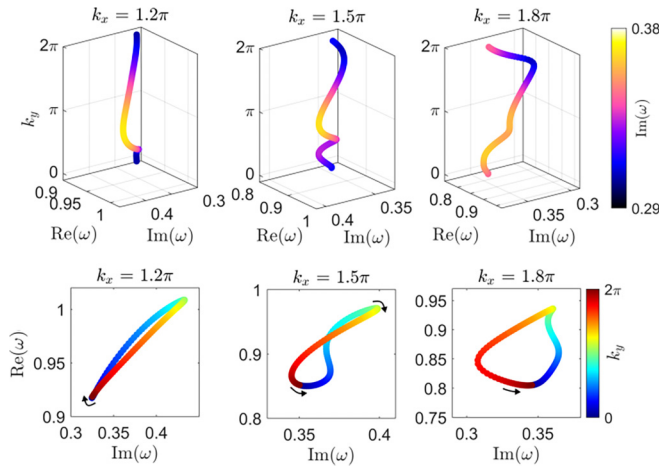 k_x = 1.2π
k_x = 1.5π
k_x = 1.8π
2π
π
0
k_y
0.9
0.95
1
0.4
0.3
Re(ω)
Im(ω)
2π
π
0
0.8
0.9
1
0.4
0.35
Re(ω)
Im(ω)
2π
π
0
0.8
0.9
0.35
0.3
Re(ω)
Im(ω)
0.38
Im(ω)
0.29
k_x = 1.2π
k_x = 1.5π
k_x = 1.8π
Re(ω)
1
0.95
0.9
0.3 0.35 0.4
Im(ω)
1
0.9
0.8
0.35 0.4
Im(ω)
0.95
0.9
0.85
0.8
0.75
0.3 0.35
Im(ω)
2π
k_y
0